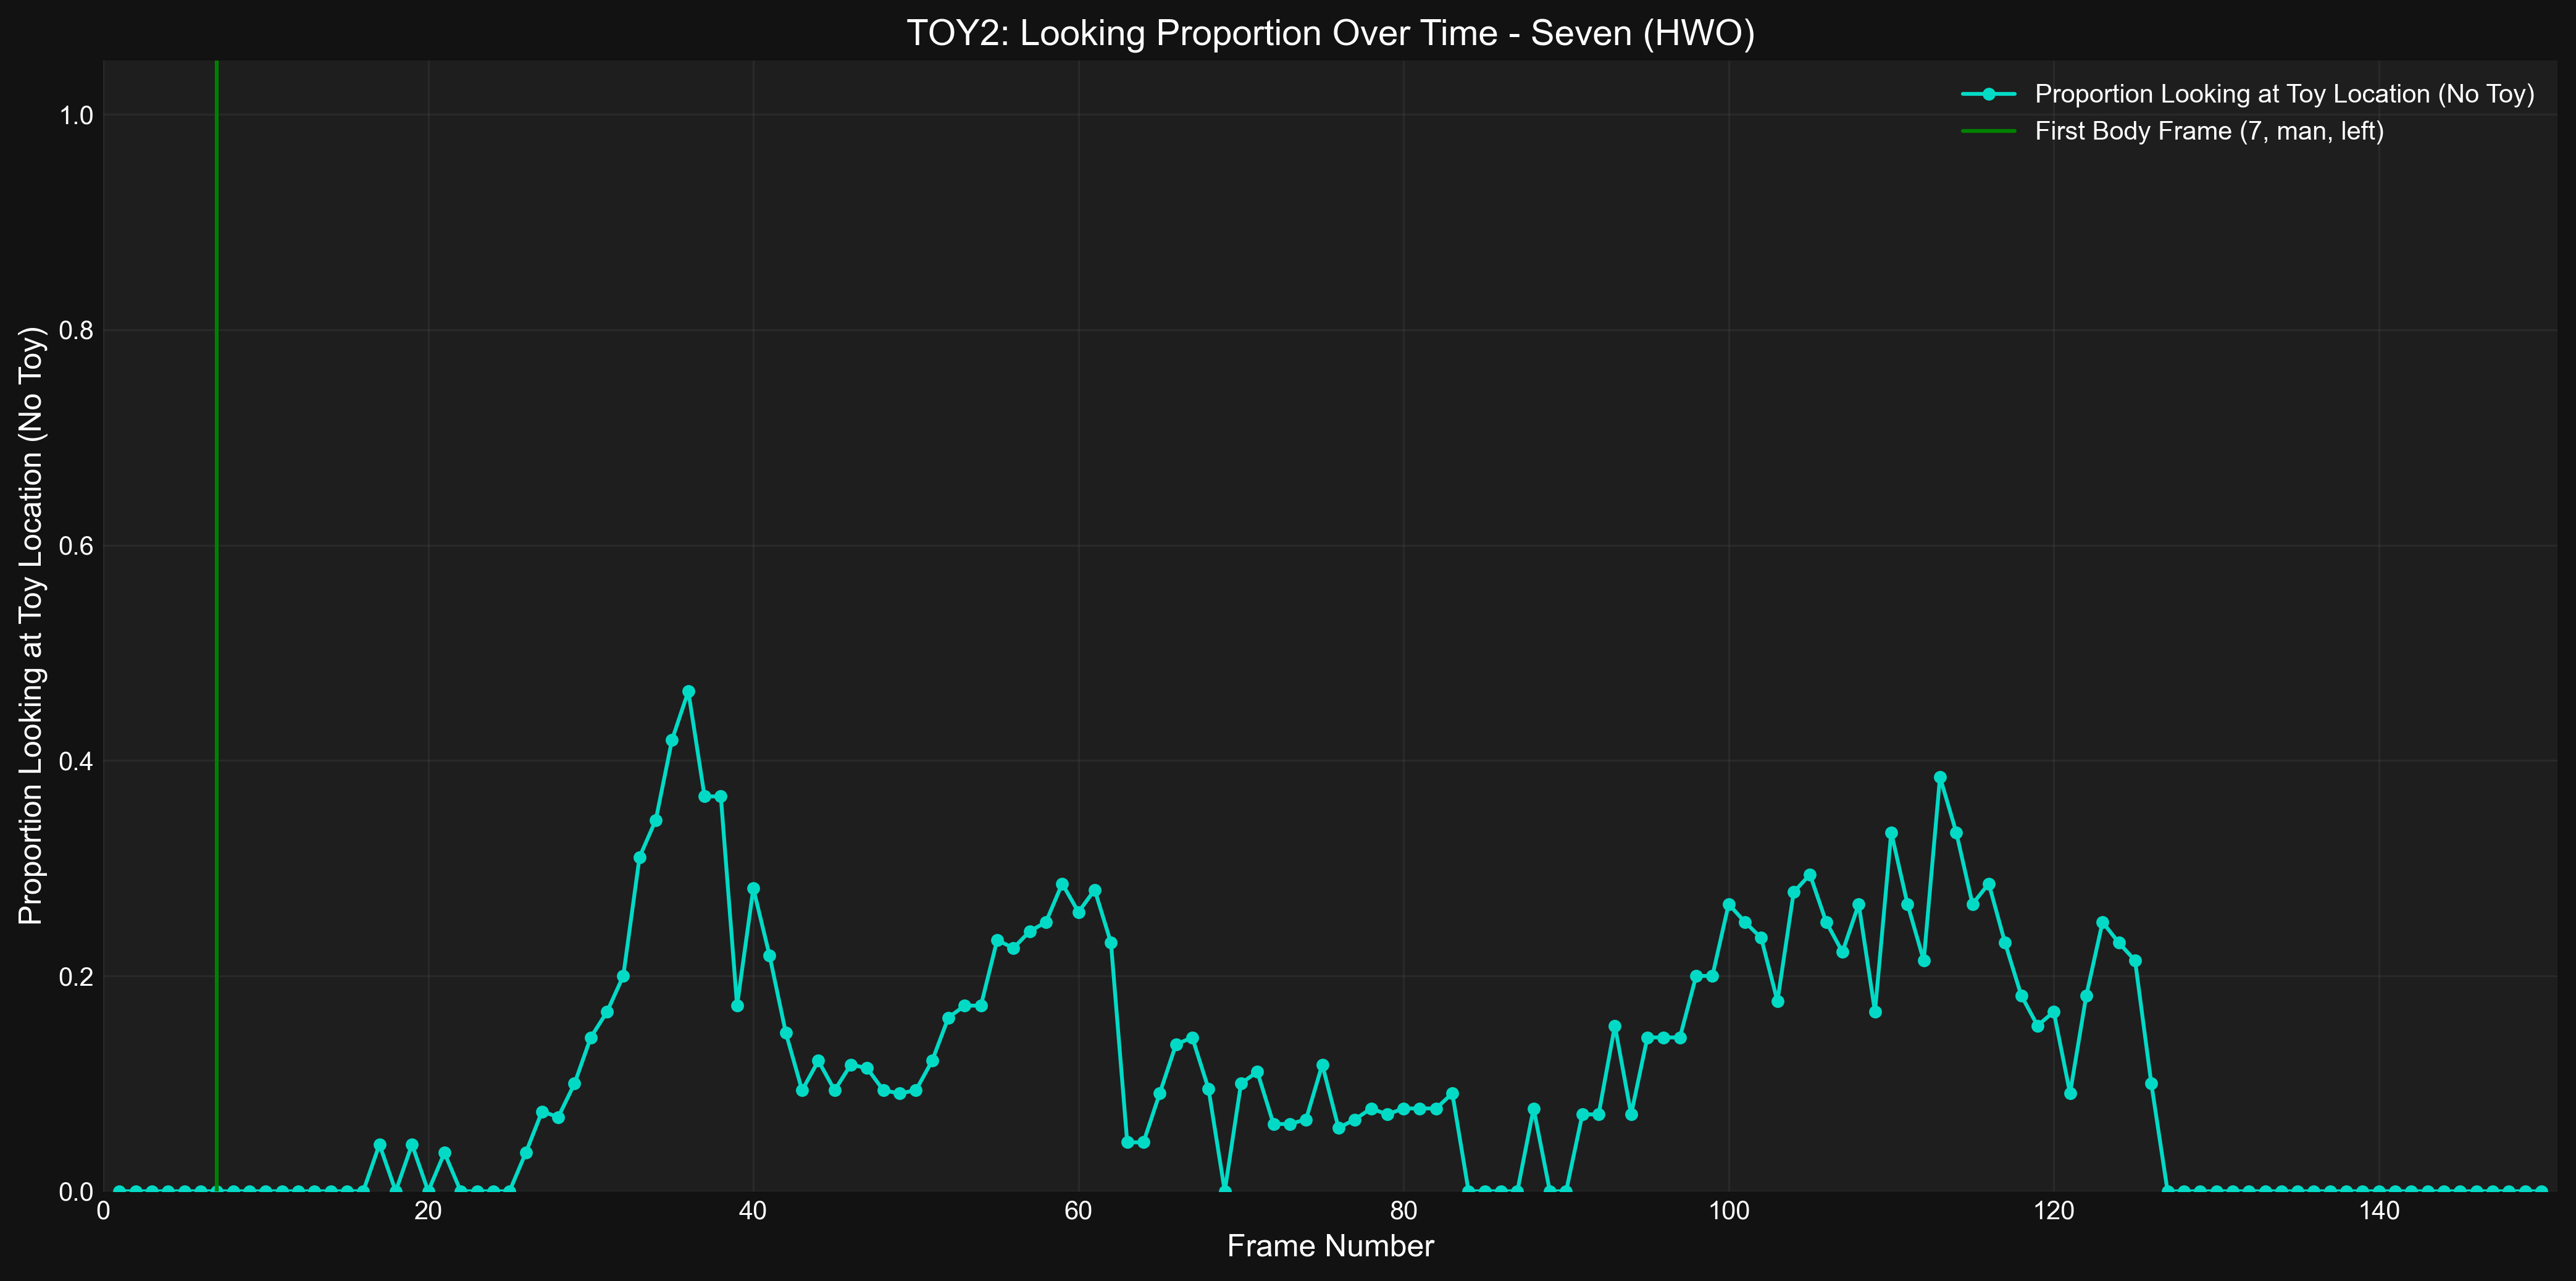 TOY2: Looking Proportion Over Time - Seven (HWO)
Proportion Looking at Toy Location (No Toy)
First Body Frame (7, man, left)
Proportion Looking at Toy Location (No Toy)
1.0
0.8
0.6
0.4
0.2
0.0
0 20 40 60 80 100 120 140
Frame Number